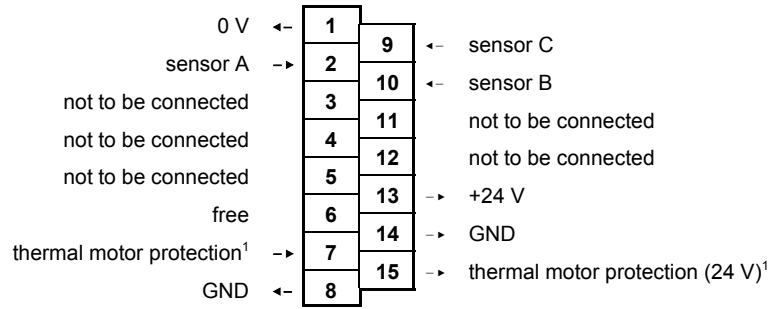 0 V 1
9 sensor C
sensor A 2
10 sensor B
not to be connected 3
11 not to be connected
not to be connected 4
12 not to be connected
not to be connected 5
13 +24 V
free 6
14 GND
thermal motor protection¹ 7
15 thermal motor protection (24 V)¹
GND 8